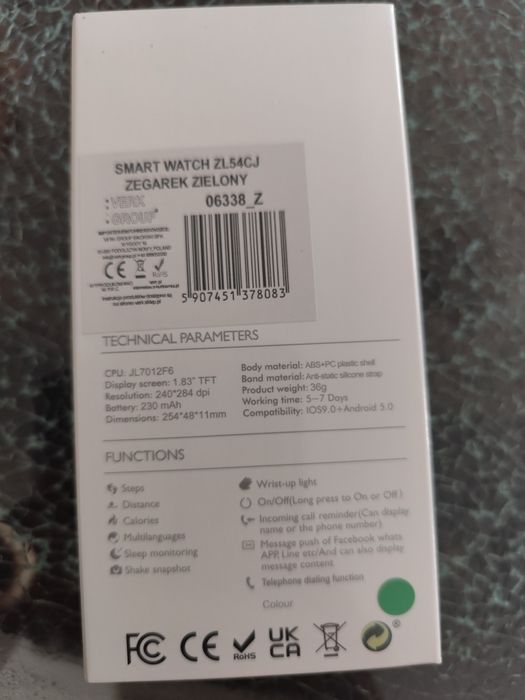 SMART WATCH ZL54CJ
ZEGAREK ZIELONY
:VERK
:GROUP
06338_Z
CE
RoHS
5 907451 378083
TECHNICAL PARAMETERS
CPU: JL7012F6
Display screen: 1.83" TFT
Resolution: 240*284 dpi
Battery: 230 mAh
Dimensions: 254*48*11mm
Body material: ABS+PC plastic shell
Band material: Anti-static silicone strap
Product weight: 36g
Working time: 5-7 Days
Compatibility: IOS9.0+Android 5.0
FUNCTIONS
Steps
Distance
Calories
Multilanguages
Sleep monitoring
Shake snapshots
Wrist-up light
On/Off(Long press to On or Off)
Incoming call reminder(Can display
name or the phone number)
Message push of Facebook whats
APP, Line etc/And can also display
message content
Telephone dialing function
Colour
FC CE RoHS UK CA ®